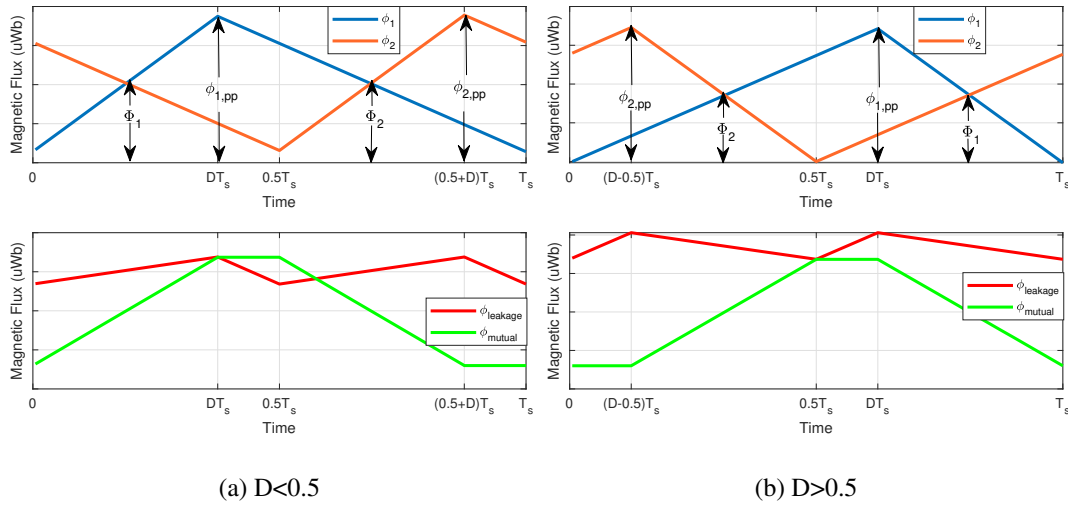 Magnetic Flux (uWb)
ϕ1
ϕ2
Φ1
ϕ1,pp
Φ2
ϕ2,pp
0
DTs
0.5Ts
(0.5+D)Ts
Ts
Time
Magnetic Flux (uWb)
ϕleakage
ϕmutual
0
DTs
0.5Ts
(0.5+D)Ts
Ts
Time
(a) D<0.5
Magnetic Flux (uWb)
ϕ1
ϕ2
ϕ2,pp
Φ2
ϕ1,pp
Φ1
0
(D-0.5)Ts
0.5Ts
DTs
Ts
Time
Magnetic Flux (uWb)
ϕleakage
ϕmutual
0
(D-0.5)Ts
0.5Ts
DTs
Ts
Time
(b) D>0.5